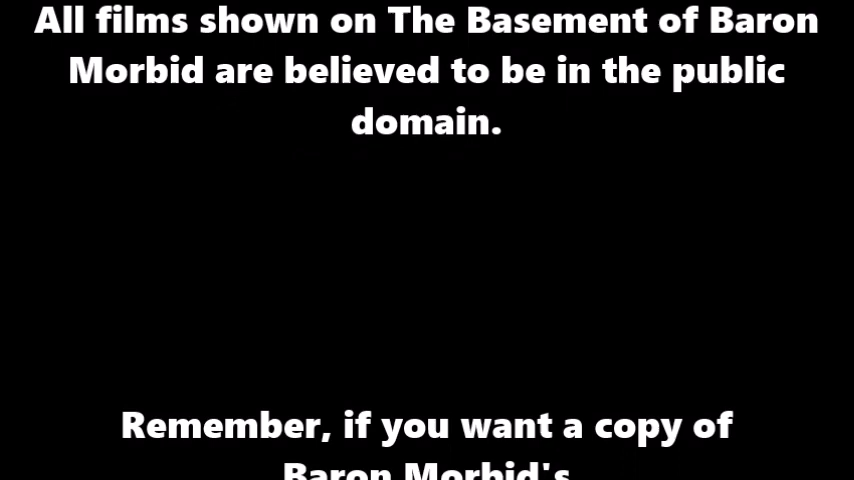 All films shown on The Basement of Baron
Morbid are believed to be in the public
domain.
Remember, if you want a copy of
Baron Morbid's